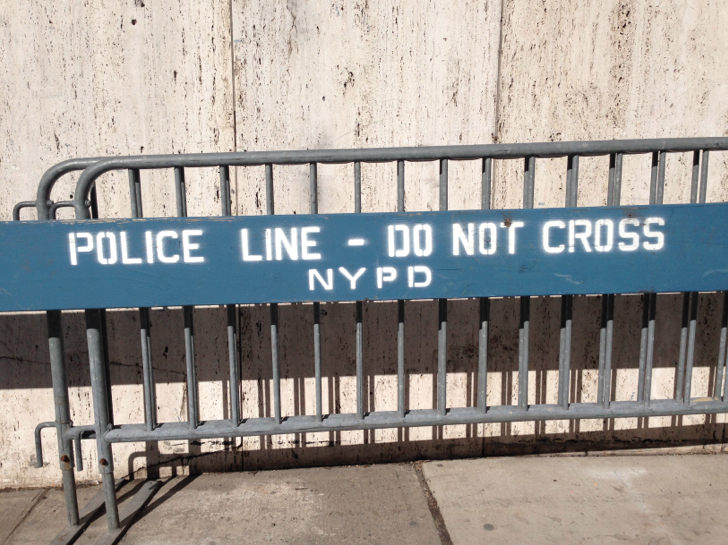 POLICE LINE - DO NOT CROSS
NYPD